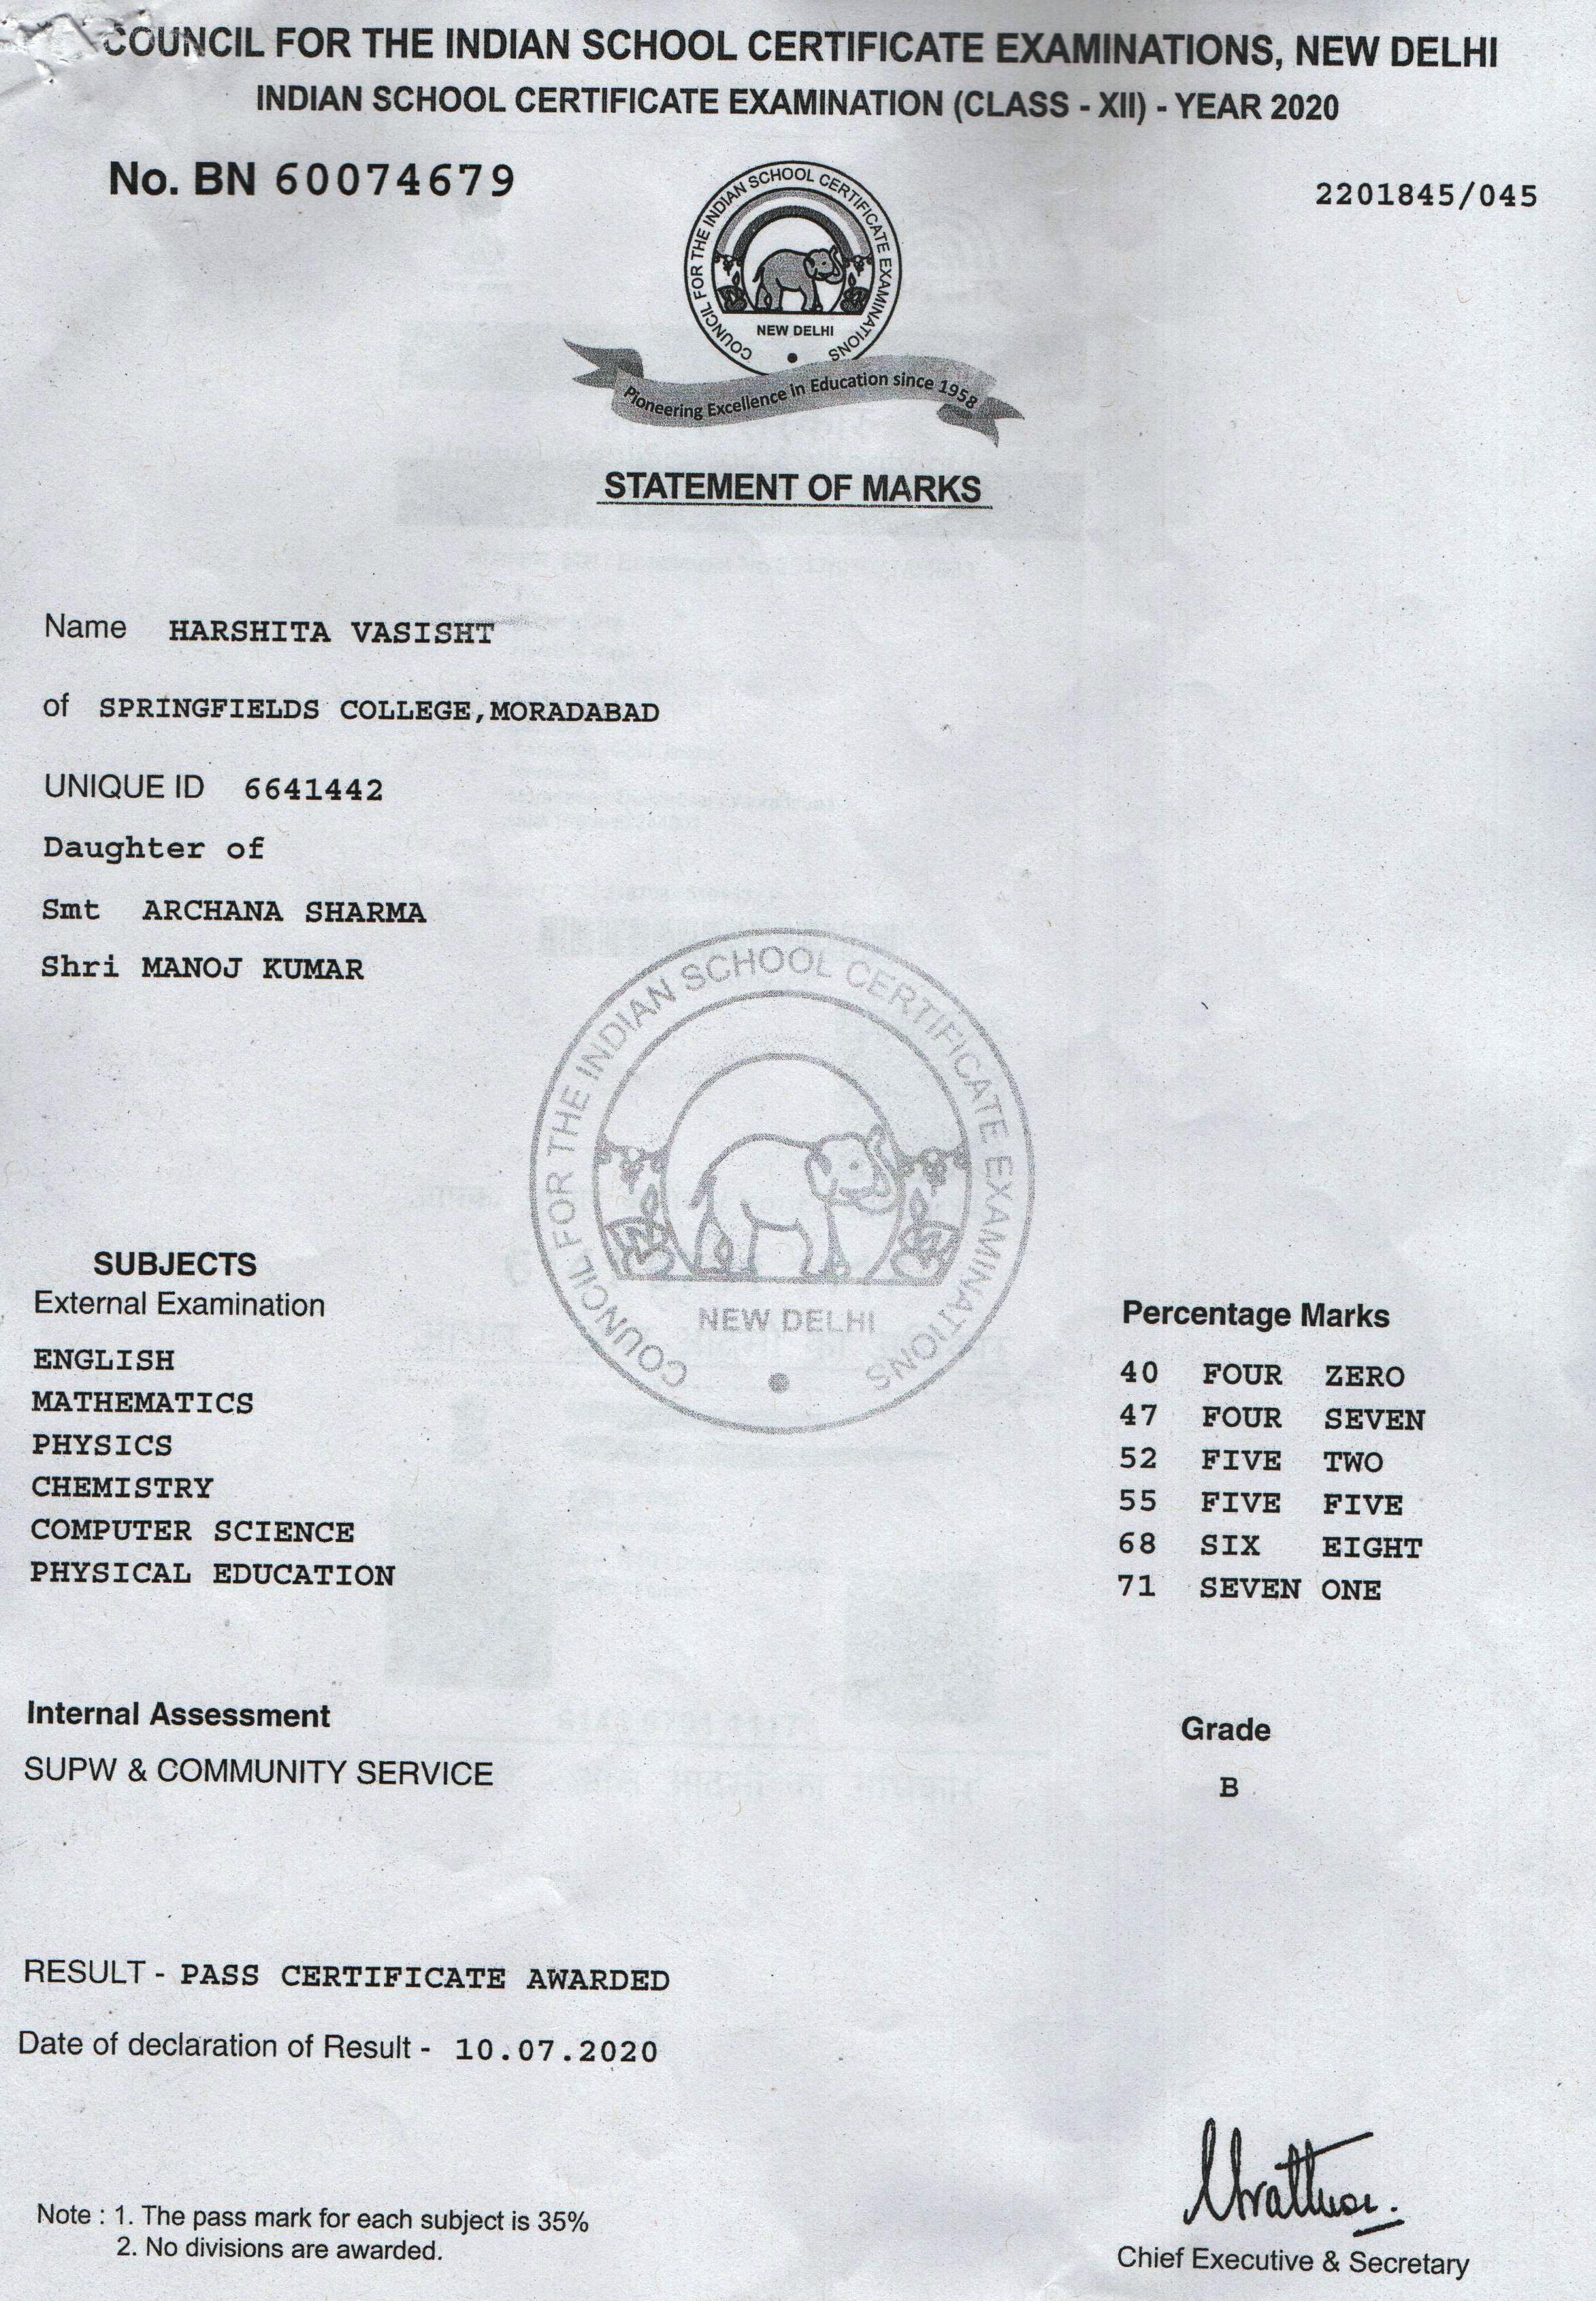 COUNCIL FOR THE INDIAN SCHOOL CERTIFICATE EXAMINATIONS, NEW DELHI
INDIAN SCHOOL CERTIFICATE EXAMINATION (CLASS - XII) - YEAR 2020
No. BN 60074679
2201845/045
COUNCIL FOR THE INDIAN SCHOOL CERTIFICATE EXAMINATIONS
NEW DELHI
Pioneering Excellence in Education since 1958
STATEMENT OF MARKS
Name HARSHITA VASISHT
of SPRINGFIELDS COLLEGE,MORADABAD
UNIQUE ID 6641442
Daughter of
Smt ARCHANA SHARMA
Shri MANOJ KUMAR
COUNCIL FOR THE INDIAN SCHOOL CERTIFICATE EXAMINATIONS
NEW DELHI
SUBJECTS
External Examination
Percentage Marks
ENGLISH 40 FOUR ZERO
MATHEMATICS 47 FOUR SEVEN
PHYSICS 52 FIVE TWO
CHEMISTRY 55 FIVE FIVE
COMPUTER SCIENCE 68 SIX EIGHT
PHYSICAL EDUCATION 71 SEVEN ONE
Internal Assessment Grade
SUPW & COMMUNITY SERVICE B
RESULT - PASS CERTIFICATE AWARDED
Date of declaration of Result - 10.07.2020
Note : 1. The pass mark for each subject is 35%
2. No divisions are awarded.
Chief Executive & Secretary